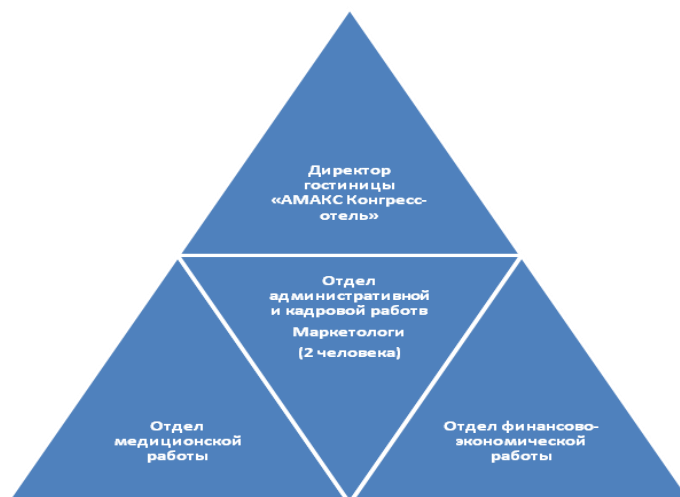 Директор
гостиницы
«АМАКС Конгресс-
отель»
Отдел
административной
и кадровой работв
Маркетологи
(2 человека)
Отдел
медиционской
работы
Отдел финансово-
экономической
работы